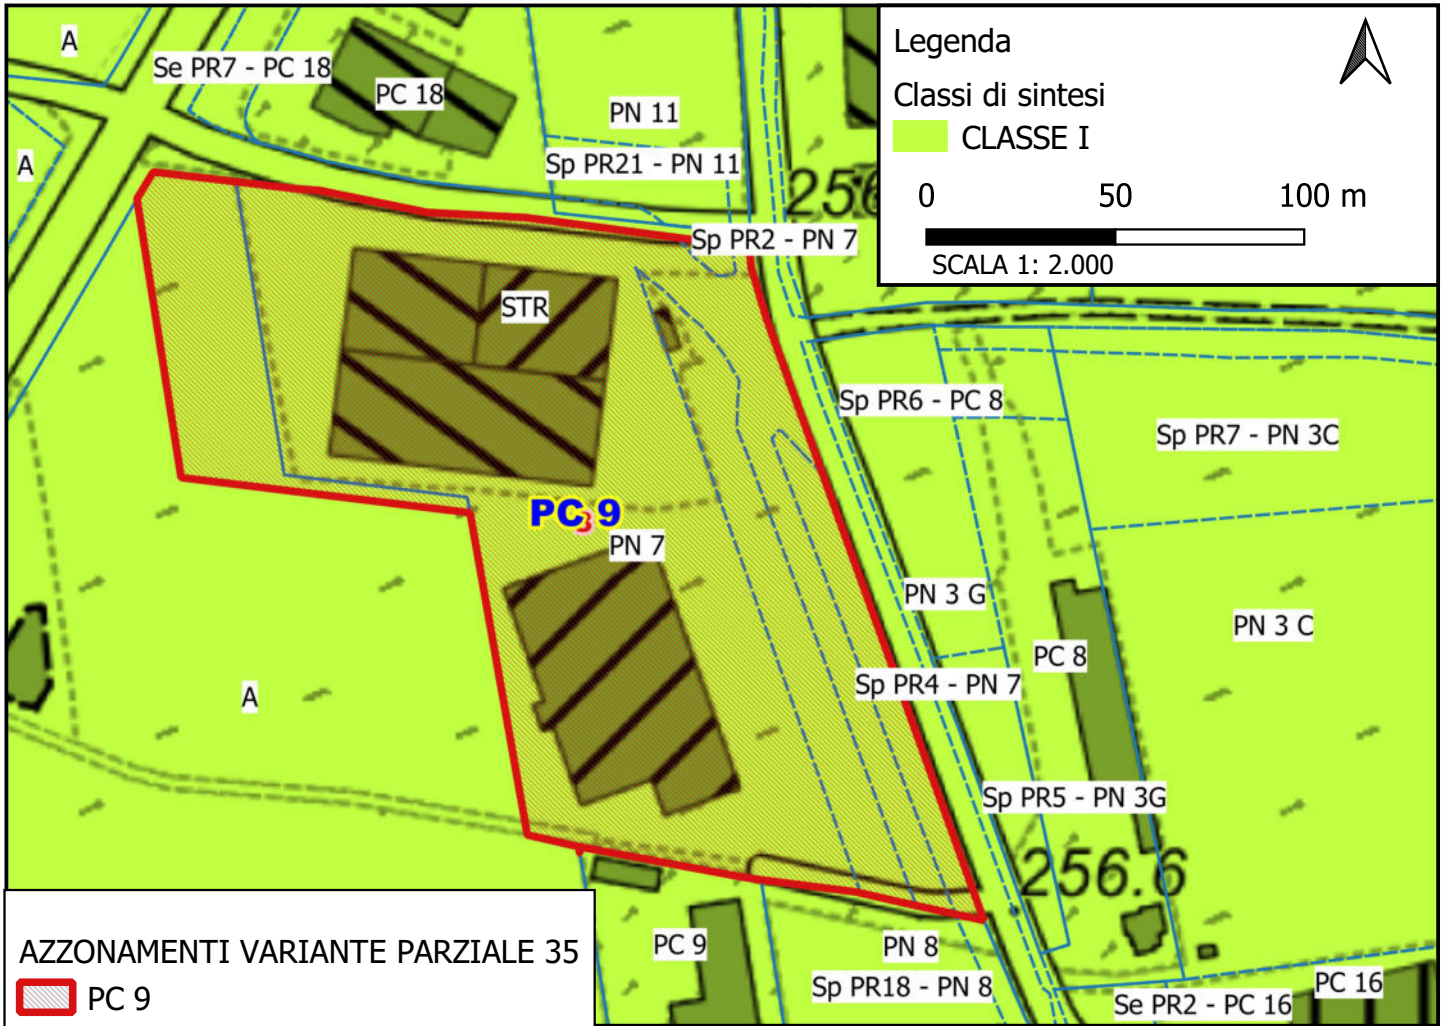 A
Se PR7 - PC 18
PC 18
PN 11
A
Sp PR21 - PN 11
256
Sp PR2 - PN 7
Legenda
Classi di sintesi
CLASSE I
0 50 100 m
SCALA 1: 2.000
STR
Sp PR6 - PC 8
Sp PR7 - PN 3C
PC 9
3
PN 7
PN 3 G
PN 3 C
PC 8
A
Sp PR4 - PN 7
Sp PR5 - PN 3G
256.6
PC 9
PN 8
Sp PR18 - PN 8
PC 16
Se PR2 - PC 16
AZZONAMENTI VARIANTE PARZIALE 35
PC 9